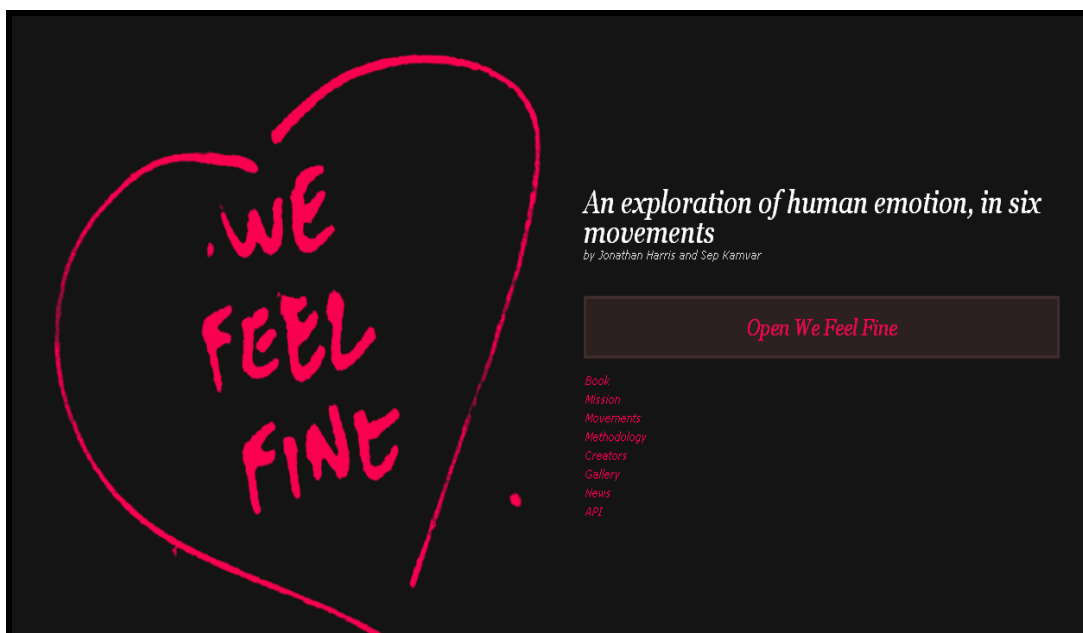 WE
FEEL
FINE
An exploration of human emotion, in six
movements
by Jonathan Harris and Sep Kamvar
Open We Feel Fine
Book
Mission
Movements
Methodology
Creators
Gallery
News
API